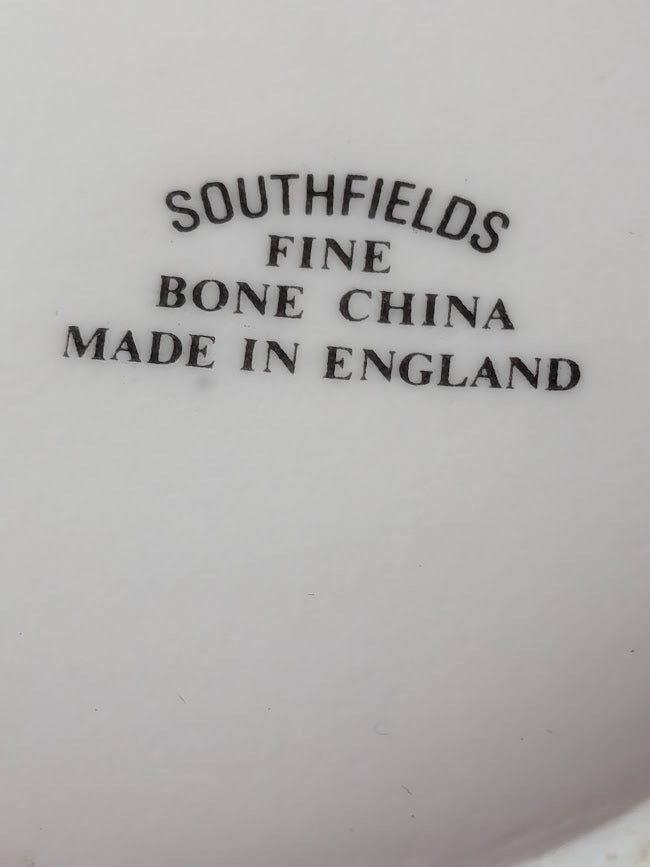 SOUTHFIELDS
FINE
BONE CHINA
MADE IN ENGLAND